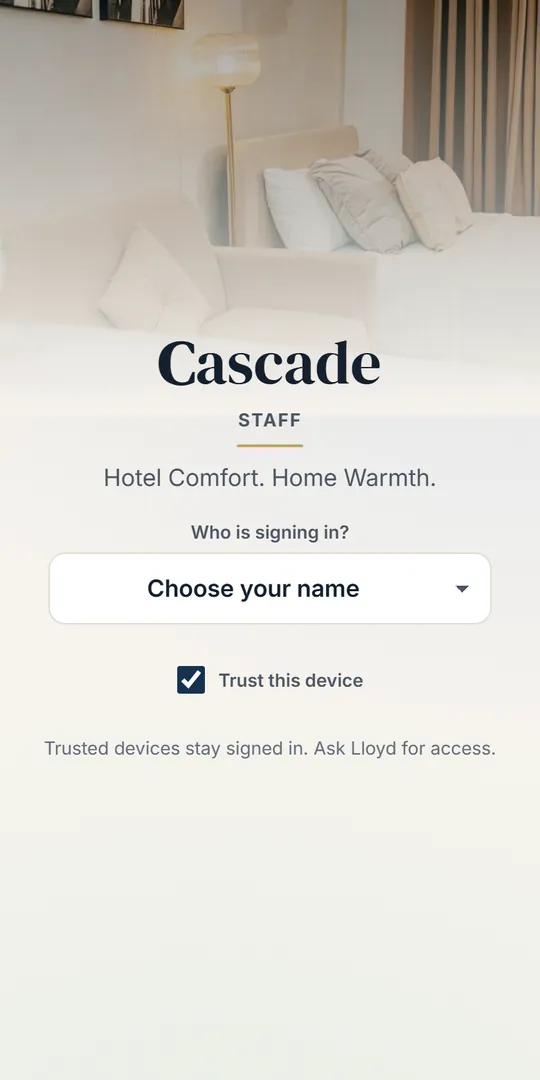 Cascade
STAFF
Hotel Comfort. Home Warmth.
Who is signing in?
Choose your name
Trust this device
Trusted devices stay signed in. Ask Lloyd for access.